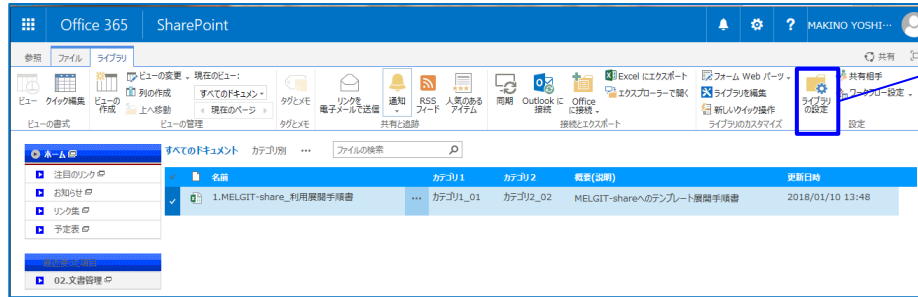 Office 365 SharePoint ? MAKINO YOSHI…
参照 ファイル ライブラリ 共有
ビュー クイック編集 ビューの作成 ビューの変更 列の作成 上へ移動 現在のビュー: すべてのドキュメン 現在のページ
タグとメモ リンクを電子メールで送信 通知 RSS フィード 人気のあるアイテム
同期 Outlook に接続 Office に接続 Excel にエクスポート エクスプローラーで開く
フォーム Web パーツ ライブラリを編集 新しいクイック操作 ライブラリの設定 共有相手 ワークフロー設定
ビューの書式 ビューの管理 タグとメモ 共有と追跡 接続とエクスポート ライブラリのカスタマイズ 設定
ホーム
注目のリンク
お知らせ
リンク集
予定表
02.文書管理
すべてのドキュメント カテゴリ別 … ファイルの検索
名前 カテゴリ1 カテゴリ2 概要(説明) 更新日時
1.MELGIT-share_利用展開手順書 … カテゴリ1_01 カテゴリ2_02 MELGIT-shareへのテンプレート展開手順書 2018/01/10 13:48